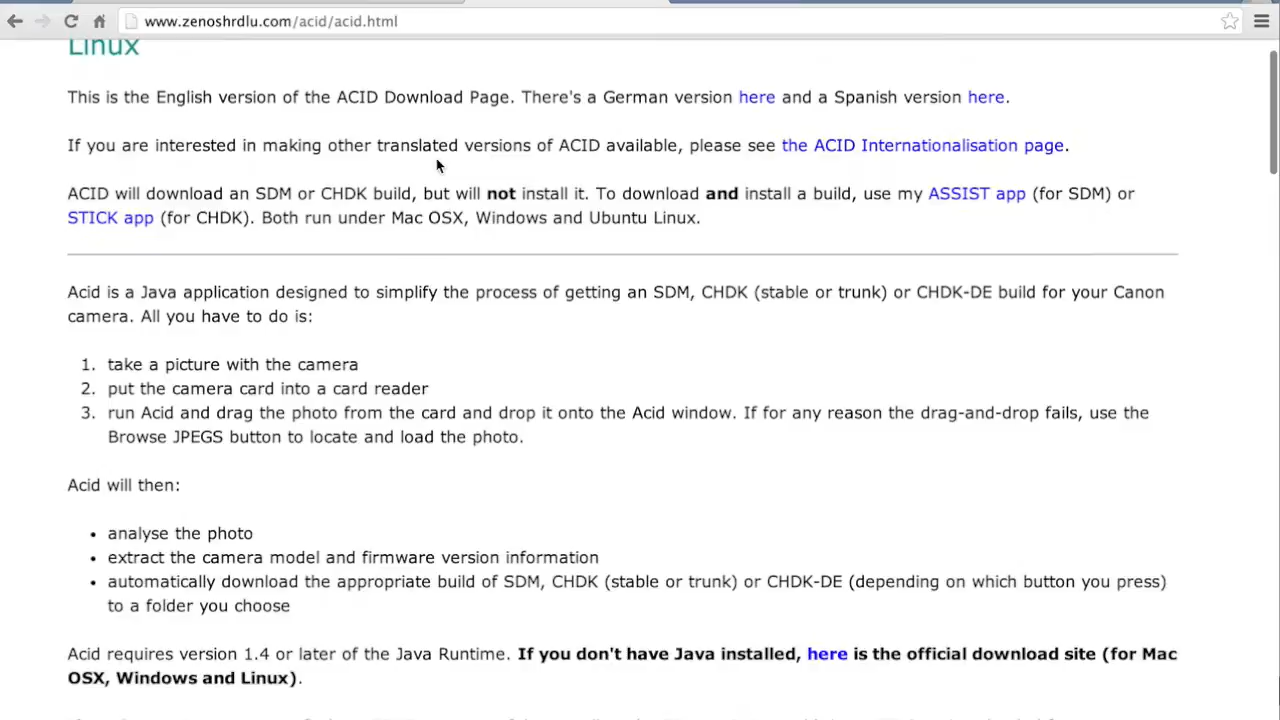 www.zenoshrdlu.com/acid/acid.html
Linux
This is the English version of the ACID Download Page. There's a German version here and a Spanish version here.
If you are interested in making other translated versions of ACID available, please see the ACID Internationalisation page.
ACID will download an SDM or CHDK build, but will not install it. To download and install a build, use my ASSIST app (for SDM) or
STICK app (for CHDK). Both run under Mac OSX, Windows and Ubuntu Linux.
Acid is a Java application designed to simplify the process of getting an SDM, CHDK (stable or trunk) or CHDK-DE build for your Canon
camera. All you have to do is:
1. take a picture with the camera
2. put the camera card into a card reader
3. run Acid and drag the photo from the card and drop it onto the Acid window. If for any reason the drag-and-drop fails, use the
Browse JPEGS button to locate and load the photo.
Acid will then:
• analyse the photo
• extract the camera model and firmware version information
• automatically download the appropriate build of SDM, CHDK (stable or trunk) or CHDK-DE (depending on which button you press)
to a folder you choose
Acid requires version 1.4 or later of the Java Runtime. If you don't have Java installed, here is the official download site (for Mac
OSX, Windows and Linux).